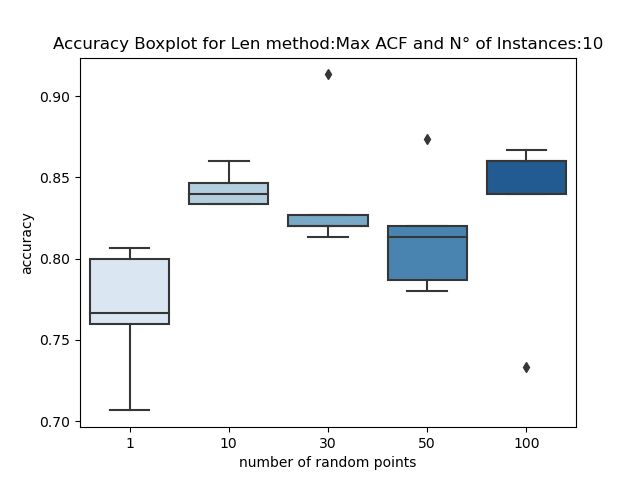 Accuracy Boxplot for Len method:Max ACF and N° of Instances:10
0.90
0.85
0.80
0.75
0.70
accuracy
1 10 30 50 100
number of random points